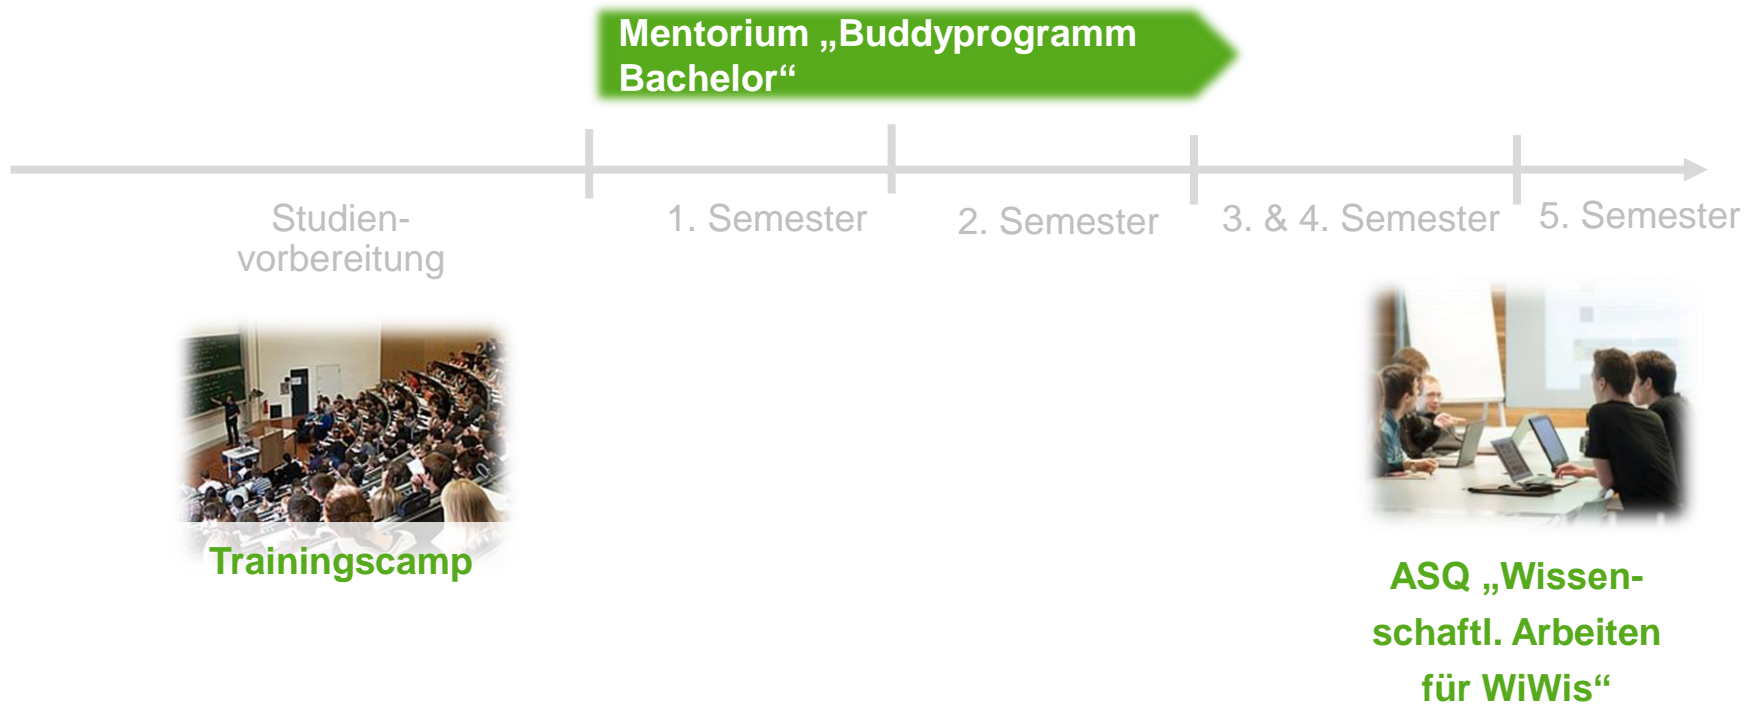 Mentorium „Buddyprogramm
Bachelor“
Studien-
vorbereitung
1. Semester
2. Semester
3. & 4. Semester
5. Semester
Trainingscamp
ASQ „Wissen-
schaftl. Arbeiten
für WiWis“